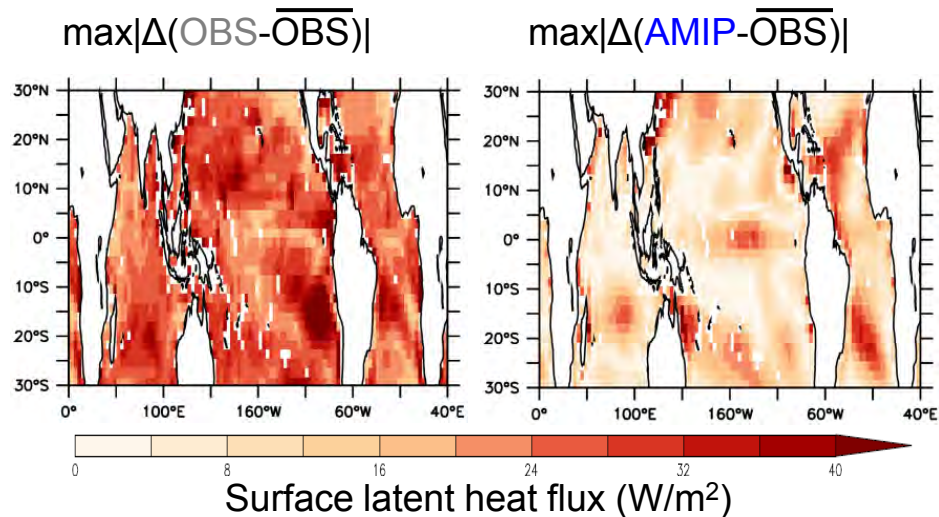 max|Δ(OBS-O̅B̅S̅)|
max|Δ(AMIP-O̅B̅S̅)|
30°N
20°N
10°N
0°
10°S
20°S
30°S
0° 100°E 160°W 60°W 40°E
30°N
20°N
10°N
0°
10°S
20°S
30°S
0° 100°E 160°W 60°W 40°E
0 8 16 24 32 40
Surface latent heat flux (W/m²)